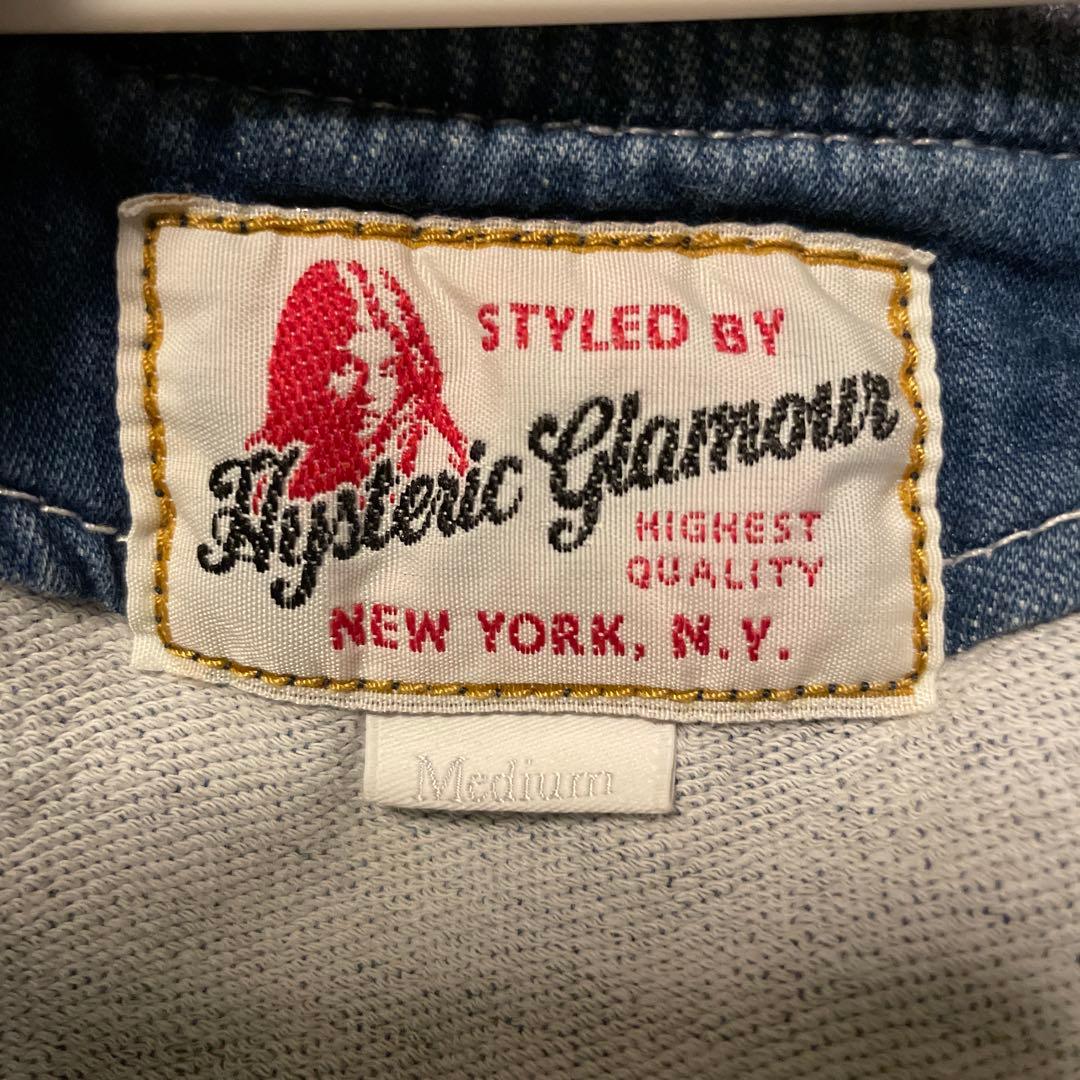 STYLED BY
Hysteric Glamour
HIGHEST
QUALITY
NEW YORK, N.Y.
Medium